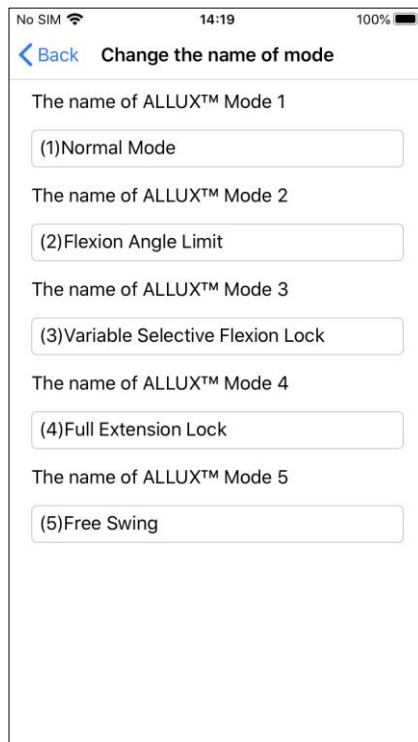 No SIM 14:19 100%
Back Change the name of mode
The name of ALLUX™ Mode 1
(1)Normal Mode
The name of ALLUX™ Mode 2
(2)Flexion Angle Limit
The name of ALLUX™ Mode 3
(3)Variable Selective Flexion Lock
The name of ALLUX™ Mode 4
(4)Full Extension Lock
The name of ALLUX™ Mode 5
(5)Free Swing